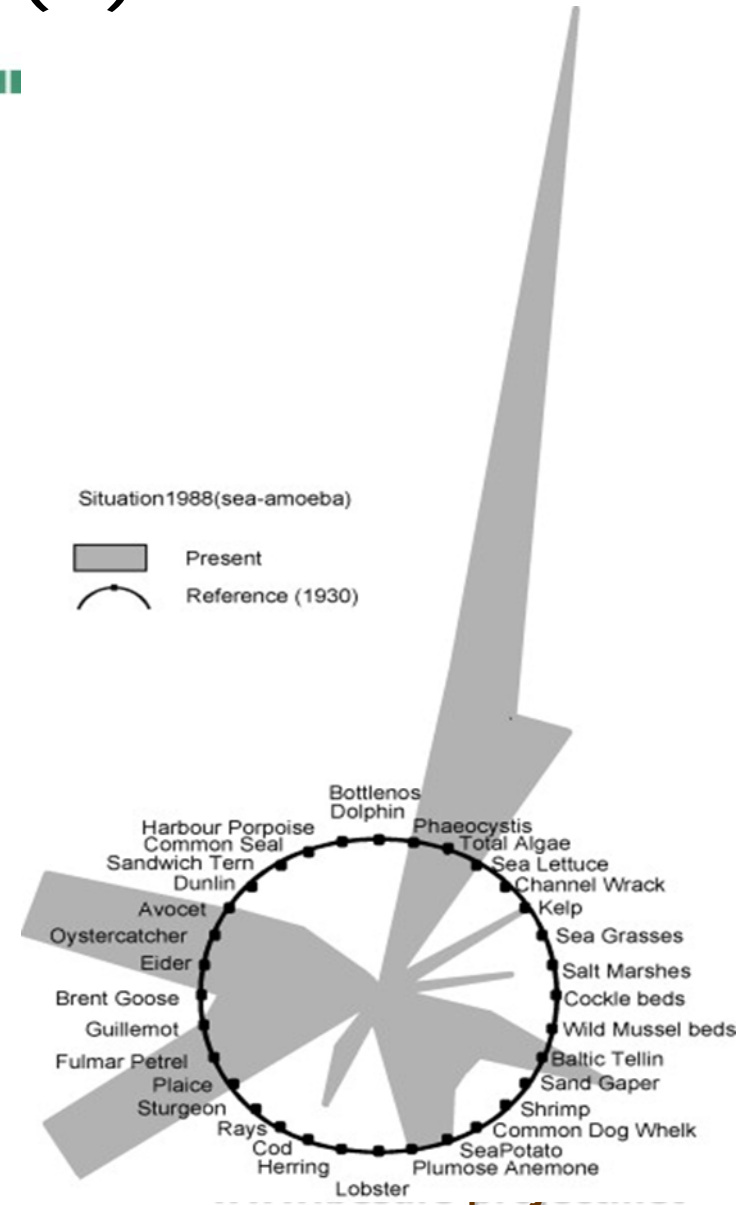 Situation1988(sea-amoeba)
Present
Reference (1930)
Bottlenos
Dolphin
Harbour Porpoise
Phaeocystis
Common Seal
Total Algae
Sandwich Tern
Sea Lettuce
Dunlin
Channel Wrack
Avocet
Kelp
Oystercatcher
Sea Grasses
Eider
Salt Marshes
Brent Goose
Cockle beds
Guillemot
Wild Mussel beds
Fulmar Petrel
Baltic Tellin
Plaice
Sand Gaper
Sturgeon
Shrimp
Rays
Common Dog Whelk
Cod
SeaPotato
Herring
Plumose Anemone
Lobster